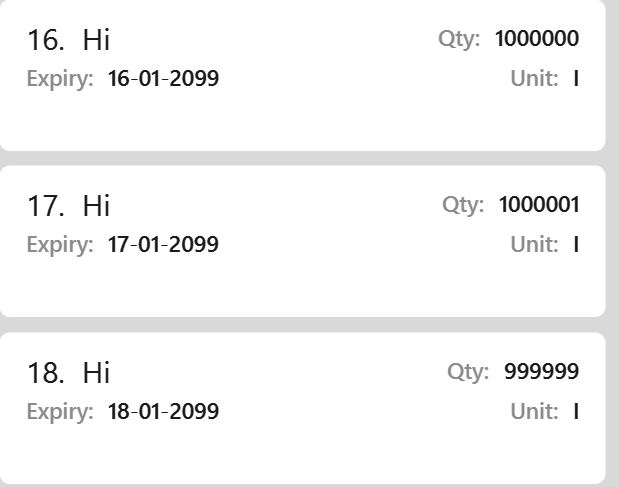 16. Hi Qty: 1000000
Expiry: 16-01-2099 Unit: l
17. Hi Qty: 1000001
Expiry: 17-01-2099 Unit: l
18. Hi Qty: 999999
Expiry: 18-01-2099 Unit: l